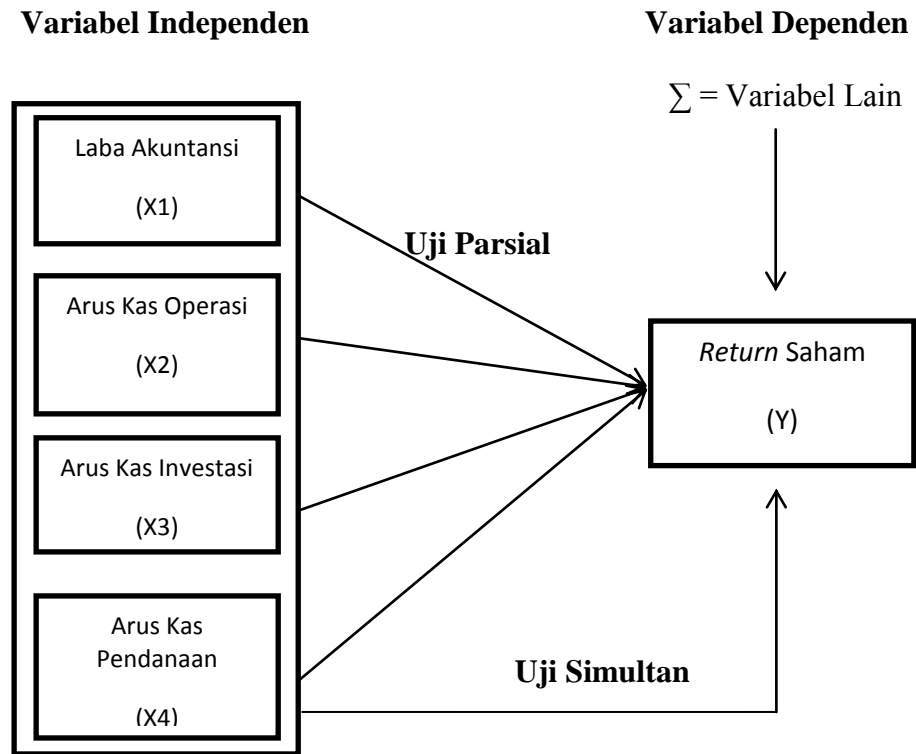 Variabel Independen
Variabel Dependen
∑ = Variabel Lain
Laba Akuntansi
(X1)
Uji Parsial
Arus Kas Operasi
(X2)
Return Saham
(Y)
Arus Kas Investasi
(X3)
Arus Kas
Pendanaan
(X4)
Uji Simultan